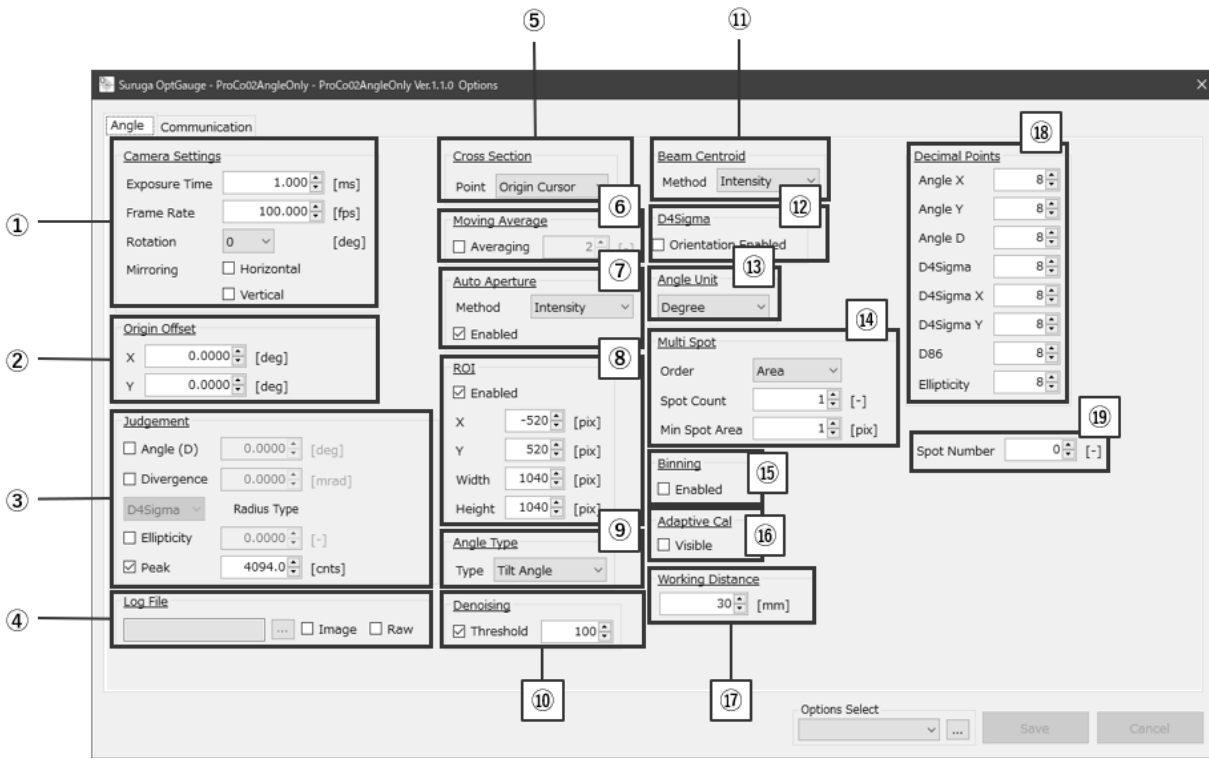 ⑤
⑪
Suruga OptGauge - ProCo02AngleOnly - ProCo02AngleOnly Ver.1.1.0 Options
Angle
Communication
①
Camera Settings
Exposure Time 1.000 [ms]
Frame Rate 100.000 [fps]
Rotation 0 [deg]
Mirroring Horizontal
Vertical
②
Origin Offset
X 0.0000 [deg]
Y 0.0000 [deg]
③
Judgement
Angle (D) 0.0000 [deg]
Divergence 0.0000 [mrad]
D4Sigma Radius Type
Ellipticity 0.0000 [-]
Peak 4094.0 [cnts]
④
Log File
... Image Raw
Cross Section
Point Origin Cursor
⑥
Moving Average
Averaging 2 [-]
⑦
Auto Aperture
Method Intensity
Enabled
⑧
ROI
Enabled
X -520 [pix]
Y 520 [pix]
Width 1040 [pix]
Height 1040 [pix]
⑨
Angle Type
Type Tilt Angle
Denoising
Threshold 100
⑩
Beam Centroid
Method Intensity
⑫
D4Sigma
Orientation Enabled
⑬
Angle Unit
Degree
⑭
Multi Spot
Order Area
Spot Count 1 [-]
Min Spot Area 1 [pix]
Binning
Enabled
⑮
Adaptive Cal
Visible
⑯
Working Distance
30 [mm]
⑰
⑱
Decimal Points
Angle X 8
Angle Y 8
Angle D 8
D4Sigma 8
D4Sigma X 8
D4Sigma Y 8
D86 8
Ellipticity 8
⑲
Spot Number 0 [-]
Options Select
...
Save
Cancel